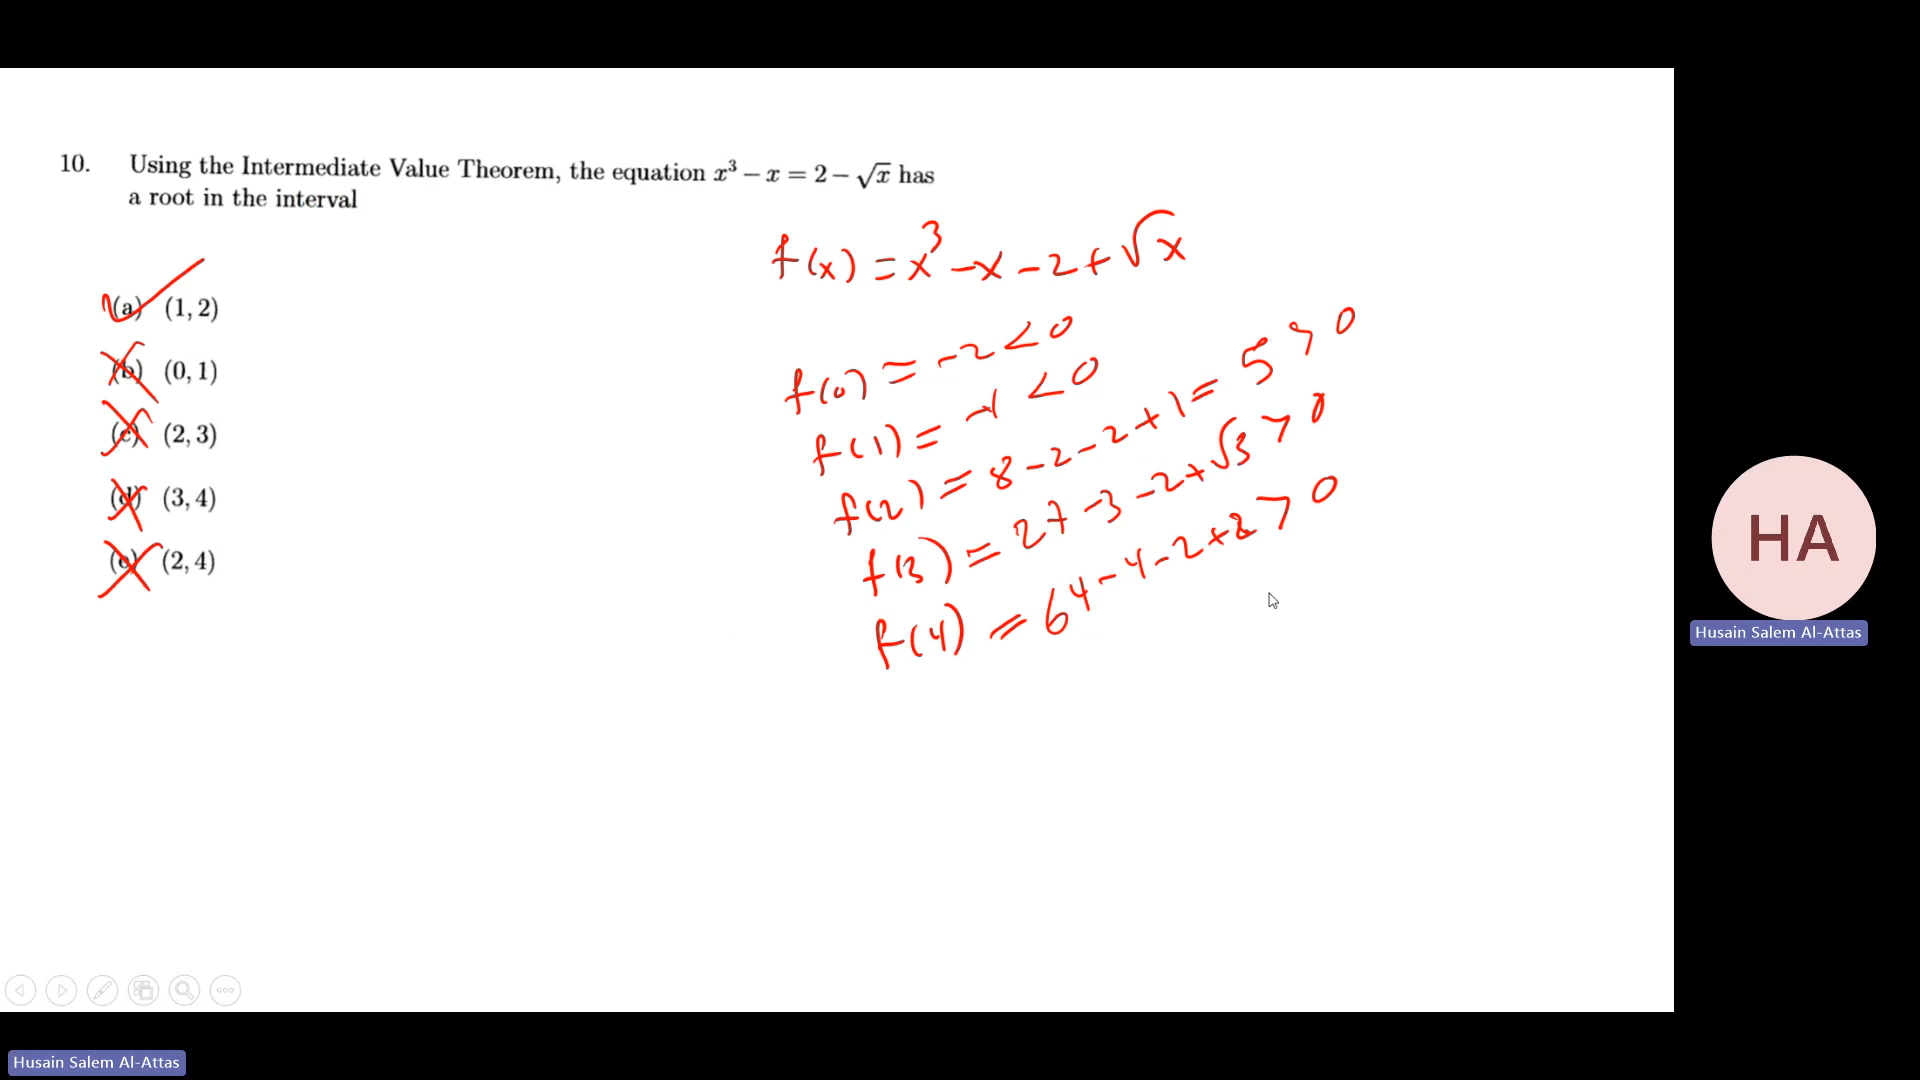 10. Using the Intermediate Value Theorem, the equation x³ − x = 2 − √x has
a root in the interval
(a) (1, 2)
(b) (0, 1)
(c) (2, 3)
(d) (3, 4)
(e) (2, 4)
f(x) = x³ − x − 2 + √x
f(0) = −2 < 0
f(1) = −1 < 0
f(2) = 8 − 2 − 2 + 1 = 5 > 0
f(3) = 27 − 3 − 2 + √3 > 0
f(4) = 64 − 4 − 2 + 2 > 0
HA
Husain Salem Al-Attas
Husain Salem Al-Attas